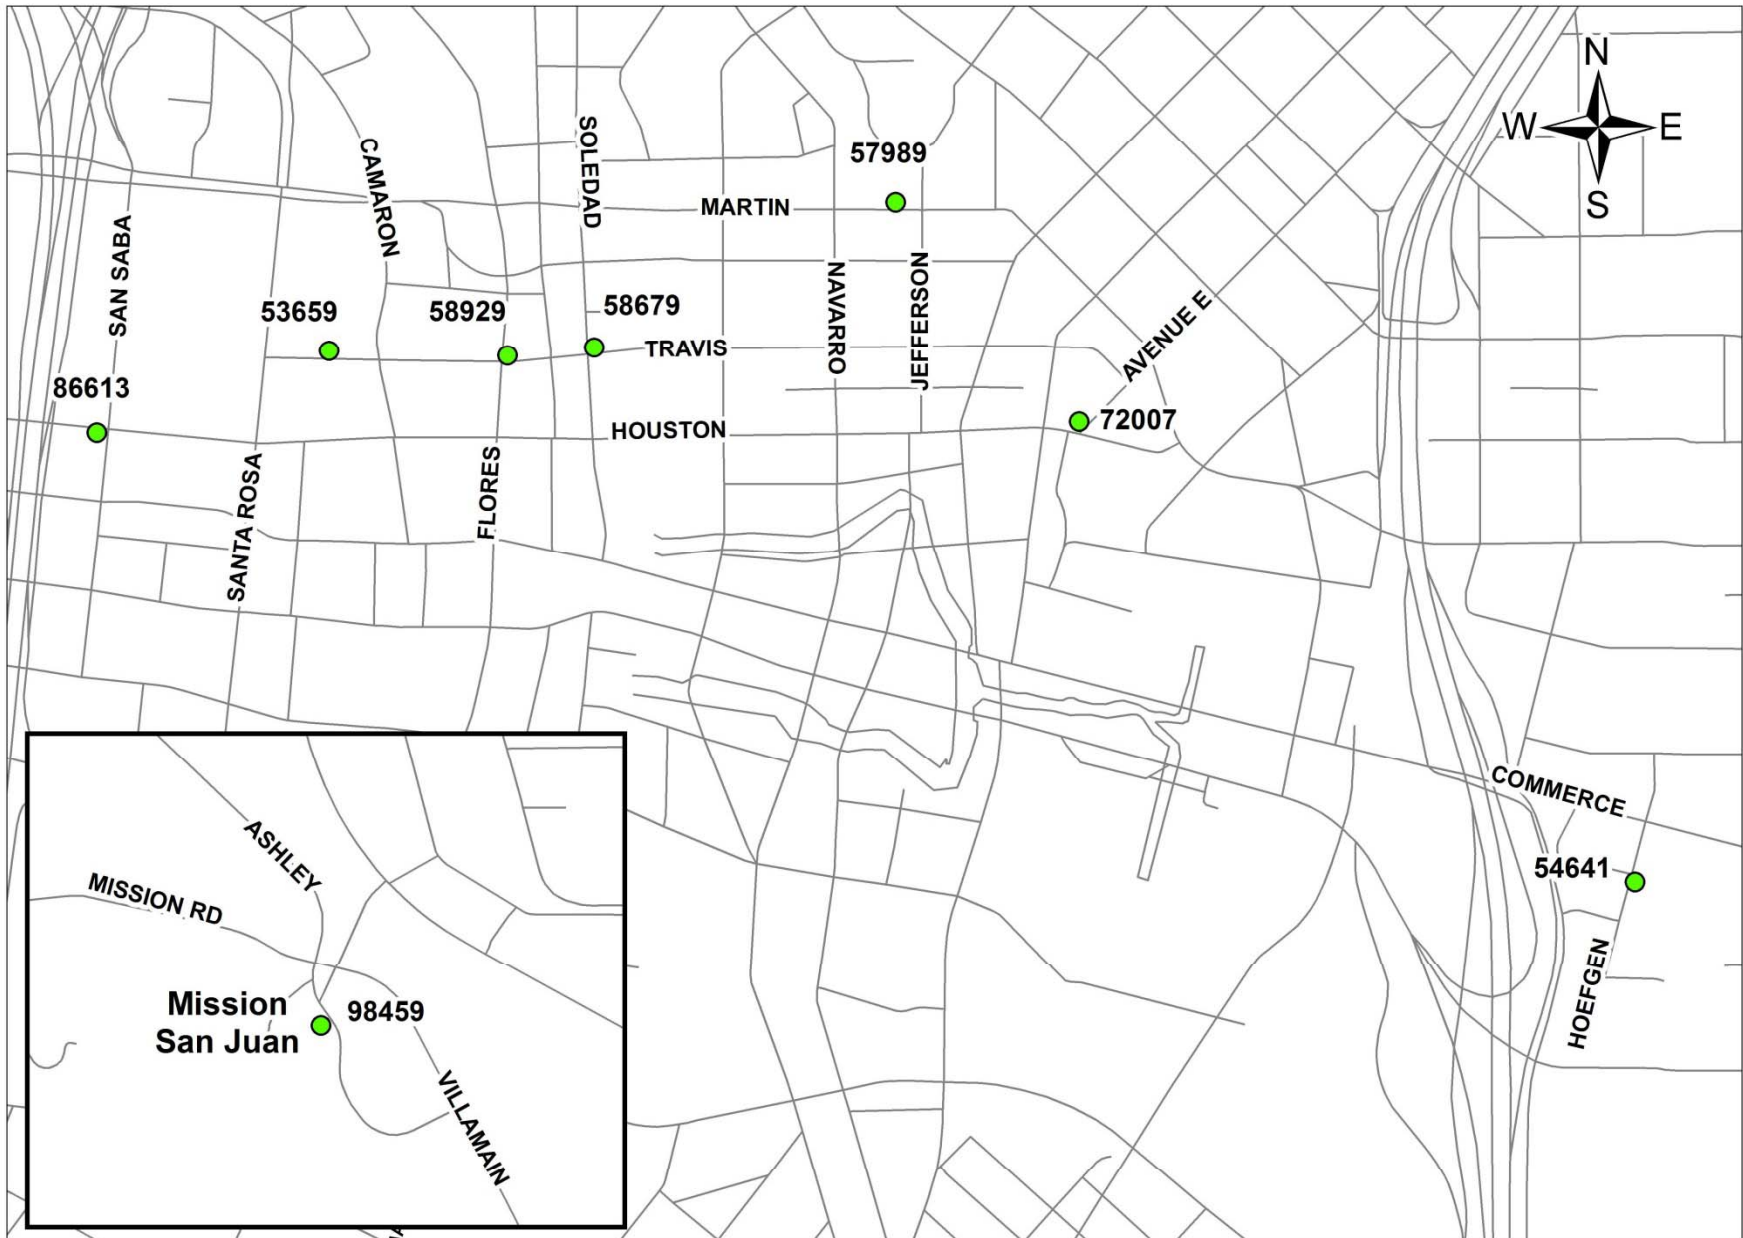 N
W E
S
CAMARON
SOLEDAD
57989
MARTIN
SAN SABA
53659
58929
58679
NAVARRO
JEFFERSON
TRAVIS
AVENUE E
86613
72007
HOUSTON
SANTA ROSA
FLORES
COMMERCE
54641
HOEFGEN
ASHLEY
MISSION RD
Mission
San Juan
98459
VILLAMAIN